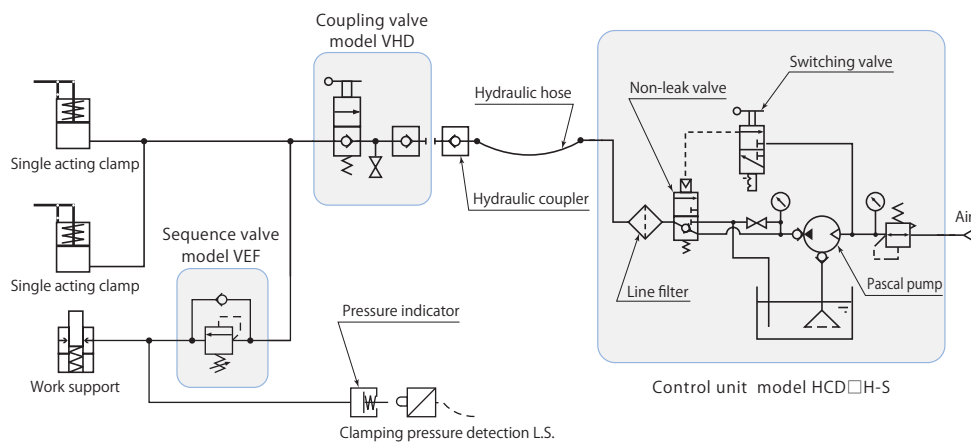 Coupling valve
model VHD
Switching valve
Non-leak valve
Hydraulic hose
Single acting clamp
Hydraulic coupler
Sequence valve
model VEF
Air
Single acting clamp
Line filter
Pascal pump
Pressure indicator
Work support
Control unit model HCD□H-S
Clamping pressure detection L.S.